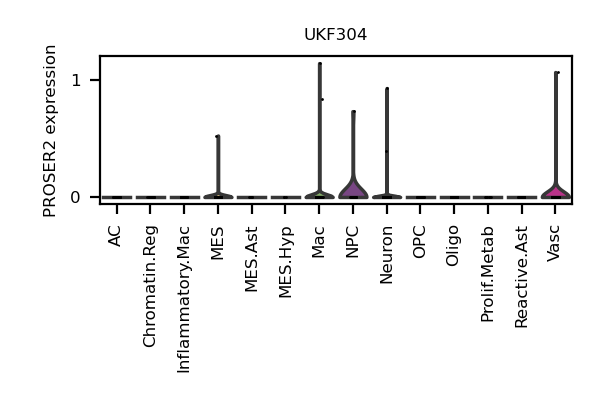 UKF304
PROSER2 expression
1
0
AC
Chromatin.Reg
Inflammatory.Mac
MES
MES.Ast
MES.Hyp
Mac
NPC
Neuron
OPC
Oligo
Prolif.Metab
Reactive.Ast
Vasc